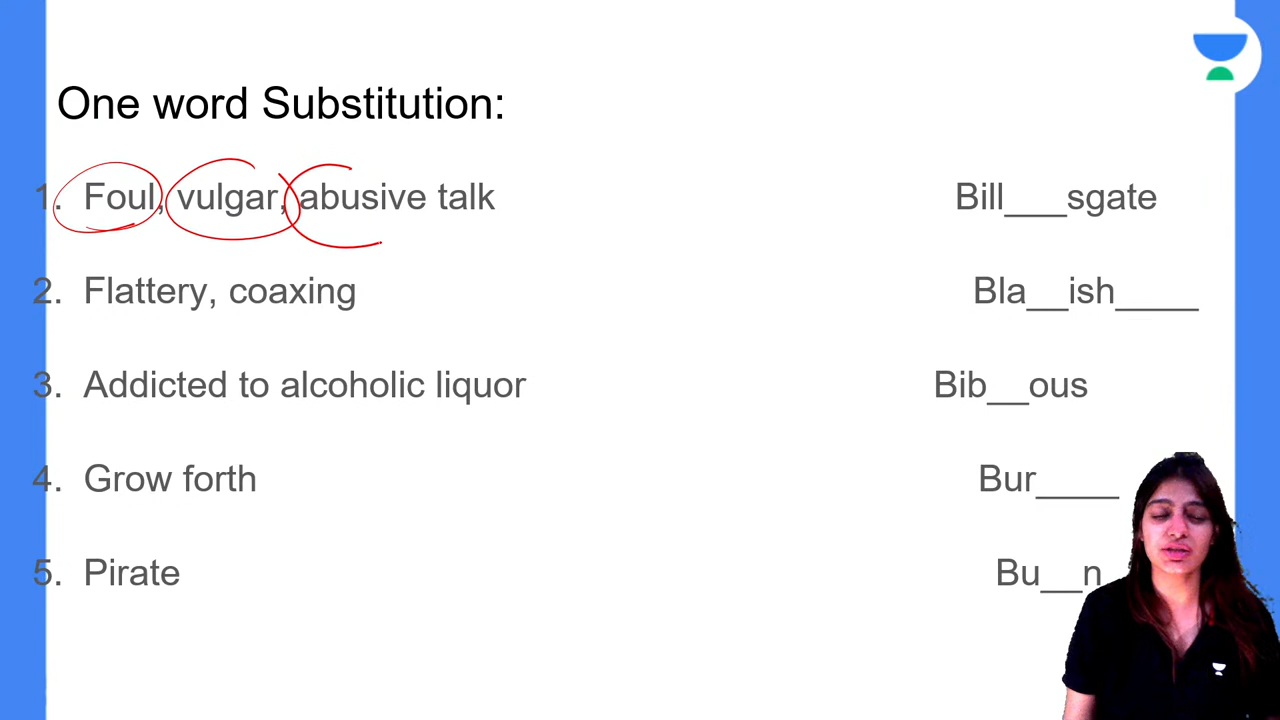 One word Substitution:
1. Foul, vulgar, abusive talk Bill___sgate
2. Flattery, coaxing Bla__ish____
3. Addicted to alcoholic liquor Bib__ous
4. Grow forth Bur____
5. Pirate Bu__n